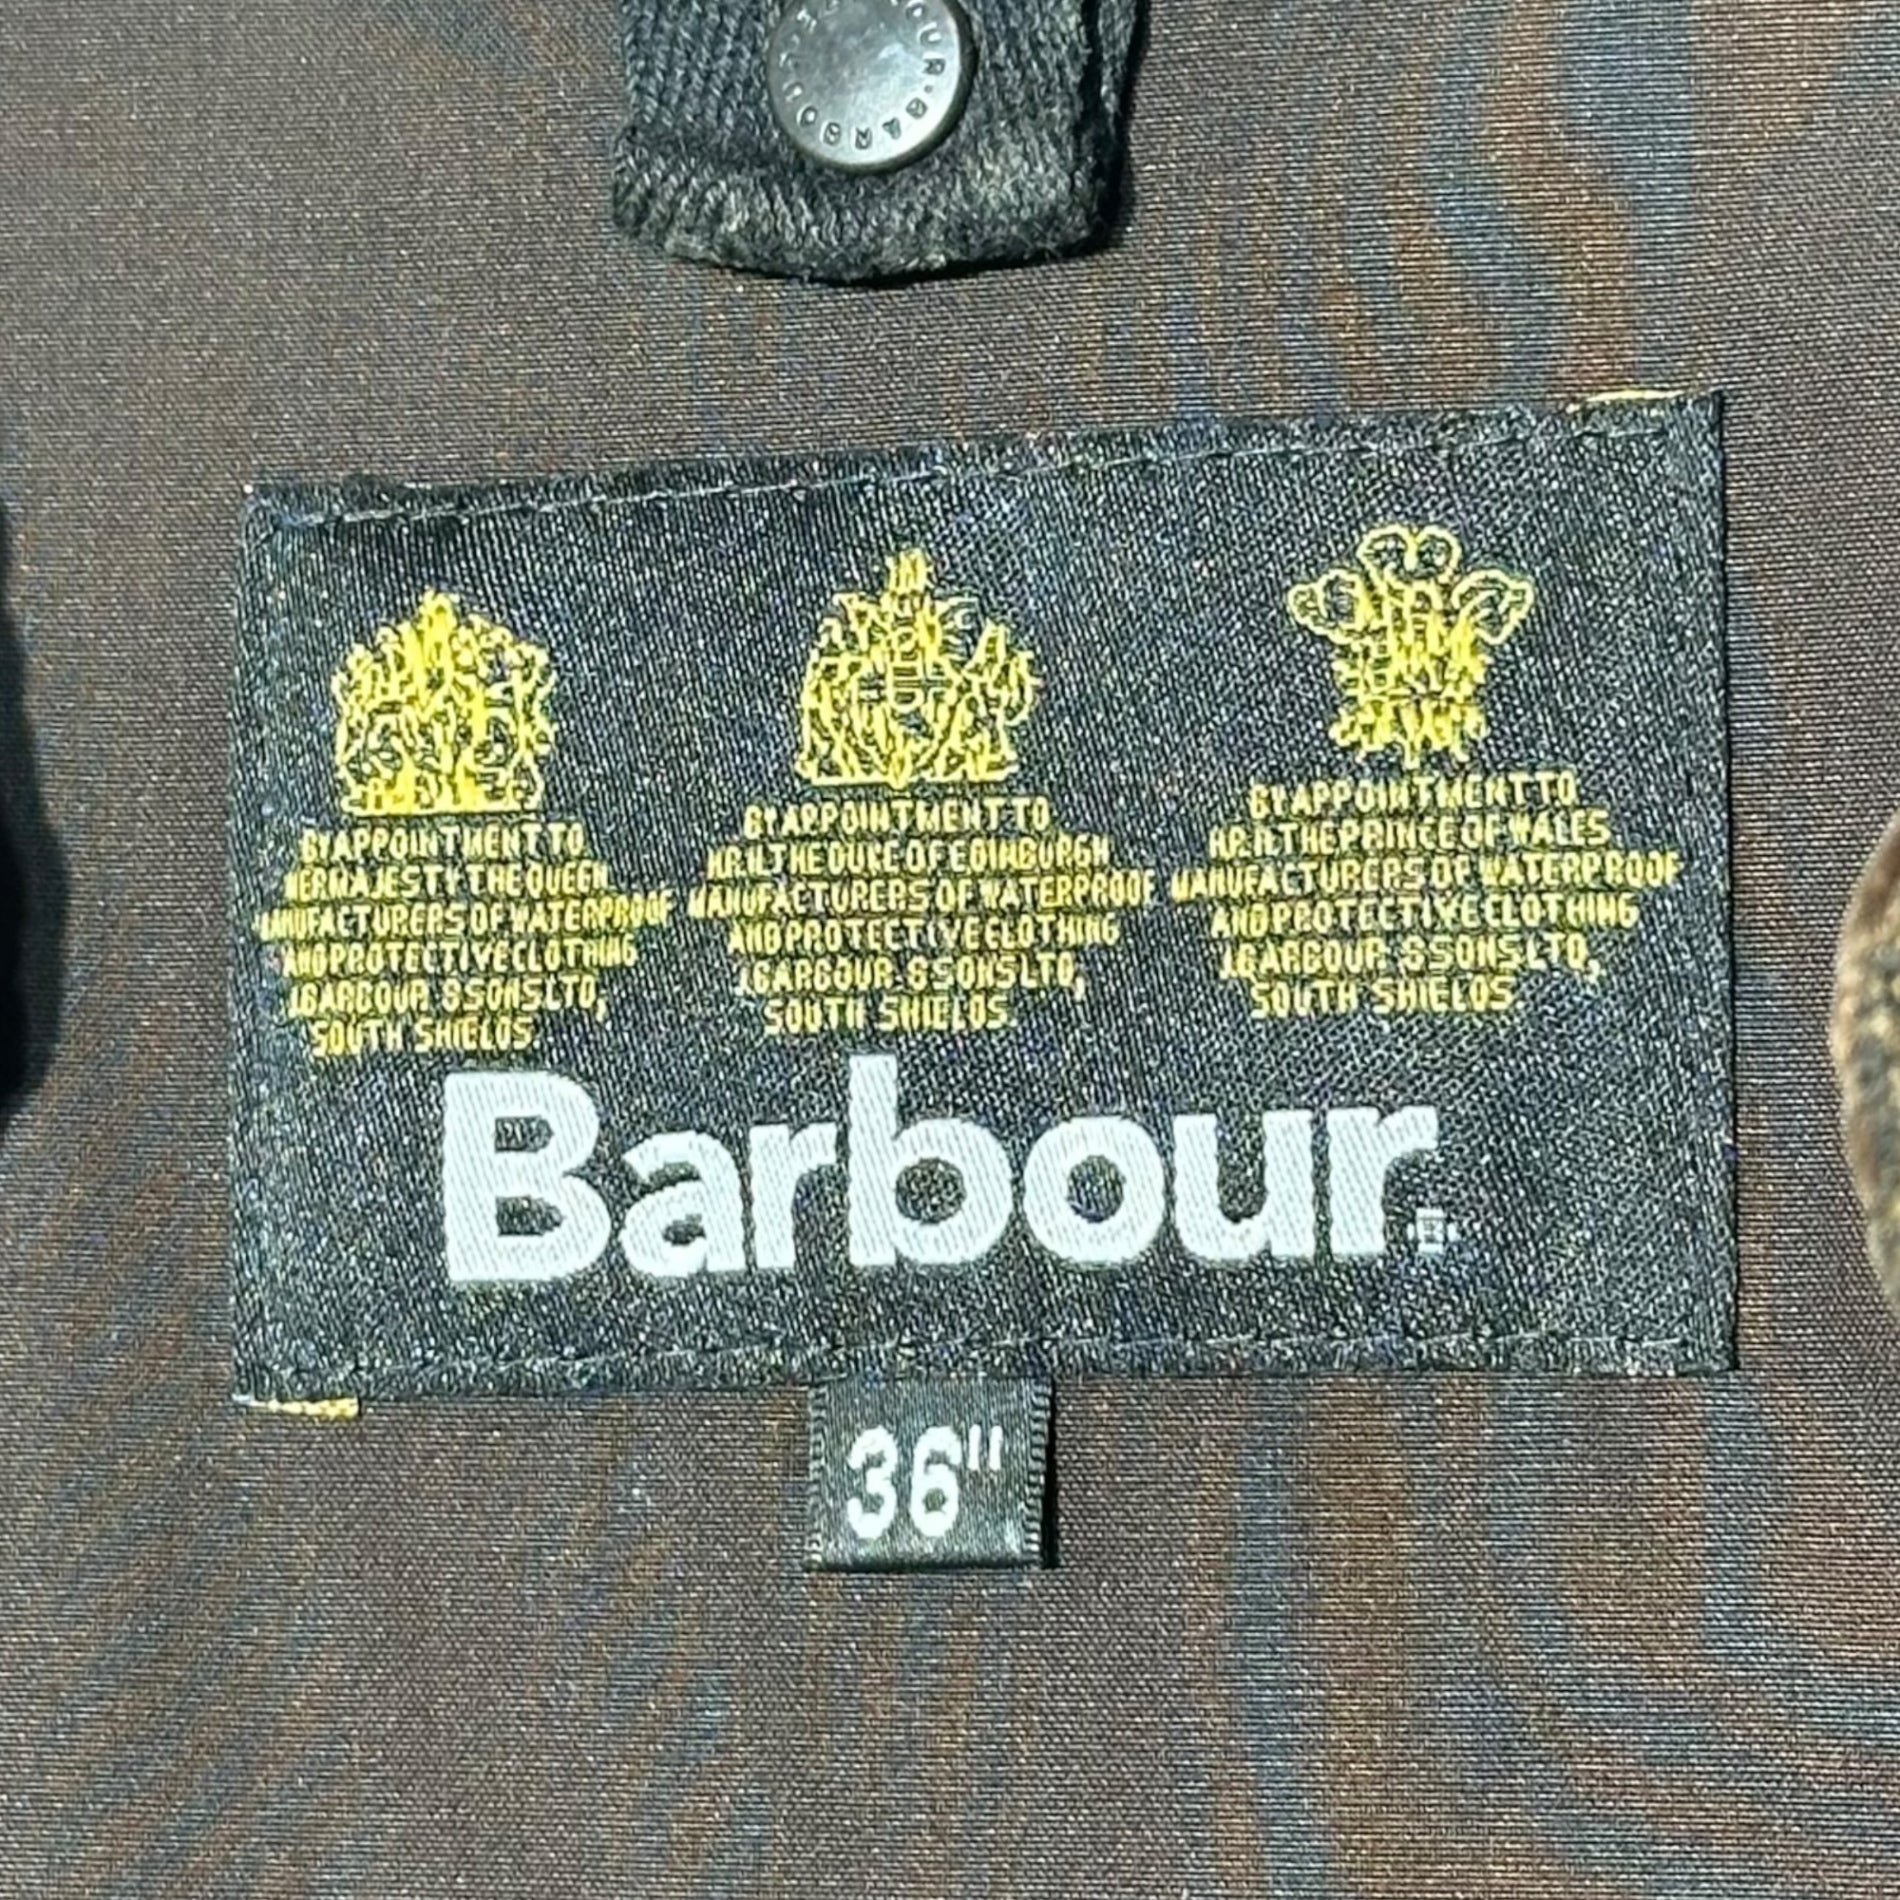 BARBOUR · BARBOUR
BY APPOINTMENT TO
HER MAJESTY THE QUEEN
MANUFACTURERS OF WATERPROOF
AND PROTECTIVE CLOTHING
J.BARBOUR & SONS LTD,
SOUTH SHIELDS
BY APPOINTMENT TO
H.R.H. THE DUKE OF EDINBURGH
MANUFACTURERS OF WATERPROOF
AND PROTECTIVE CLOTHING
J.BARBOUR & SONS LTD,
SOUTH SHIELDS
BY APPOINTMENT TO
H.R.H. THE PRINCE OF WALES
MANUFACTURERS OF WATERPROOF
AND PROTECTIVE CLOTHING
J.BARBOUR & SONS LTD,
SOUTH SHIELDS
Barbour
36"